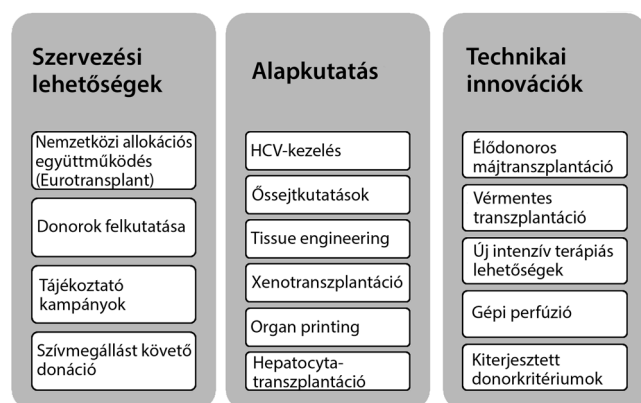 Szervezési
lehetőségek
Nemzetközi allokációs
együttműködés
(Eurotransplant)
Donorok felkutatása
Tájékoztató
kampányok
Szívmegállást követő
donáció
Alapkutatás
HCV-kezelés
Őssejtkutatások
Tissue engineering
Xenotranszplantáció
Organ printing
Hepatocyta-
transzplantáció
Technikai
innovációk
Élődonoros
májtranszplantáció
Vérmentes
transzplantáció
Új intenzív terápiás
lehetőségek
Gépi perfúzió
Kiterjesztett
donorkritériumok